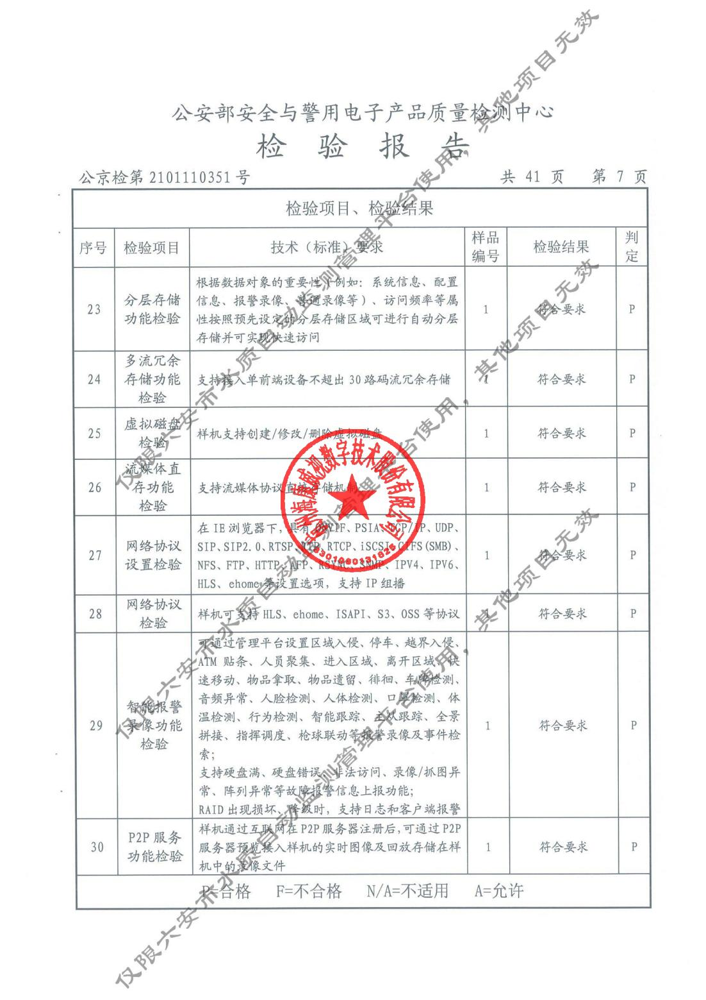 公安部安全与警用电子产品质量检测中心
检 验 报 告
公京检第 2101110351 号
共 41 页 第 7 页
检验项目、检验结果
序号 检验项目 技术（标准）要求 样品编号 检验结果 判定
23
分层存储
功能检验
根据数据对象的重要性（例如：系统信息、配置
信息、报警录像、普通录像等）、访问频率等属
性按照预先设定的分层存储区域可进行自动分层
存储并可实现快速访问
1
符合要求
P
24
多流冗余
存储功能
检验
支持接入单前端设备不超出 30 路码流冗余存储
1
符合要求
P
25
虚拟磁盘
检验
样机支持创建/修改/删除虚拟磁盘
1
符合要求
P
26
流媒体直
存功能
检验
支持流媒体协议直接存储机制
1
符合要求
P
27
网络协议
设置检验
在 IE 浏览器下，具有 ONVIF、PSIA、TCP/IP、UDP、
SIP、SIP2.0、RTSP、RTP、RTCP、iSCSI、CIFS(SMB)、
NFS、FTP、HTTP、AFP、RSYNC、SNMP、IPV4、IPV6、
HLS、ehome 等设置选项，支持 IP 组播
1
符合要求
P
28
网络协议
检验
样机可支持 HLS、ehome、ISAPI、S3、OSS 等协议
1
符合要求
P
29
智能报警
录像功能
检验
可通过管理平台设置区域入侵、停车、越界入侵、
ATM 贴条、人员聚集、进入区域、离开区域、快
速移动、物品拿取、物品遗留、徘徊、车牌检测、
音频异常、人脸检测、人体检测、口罩检测、体
温检测、行为检测、智能跟踪、主从跟踪、全景
拼接、指挥调度、枪球联动等报警录像及事件检
索；
支持硬盘满、硬盘错误、非法访问、录像/抓图异
常、阵列异常等故障报警信息上报功能；
RAID 出现损坏、降级时，支持日志和客户端报警
1
符合要求
P
30
P2P 服务
功能检验
样机通过互联网在 P2P 服务器注册后，可通过 P2P
服务器预览接入样机的实时图像及回放存储在样
机中的录像文件
1
符合要求
P
P=合格 F=不合格 N/A=不适用 A=允许
杭州海康威视数字技术股份有限公司
仅限六安市水质自动监测管理平台使用，其他项目无效
仅限六安市水质自动监测管理平台使用，其他项目无效
仅限六安市水质自动监测管理平台使用，其他项目无效